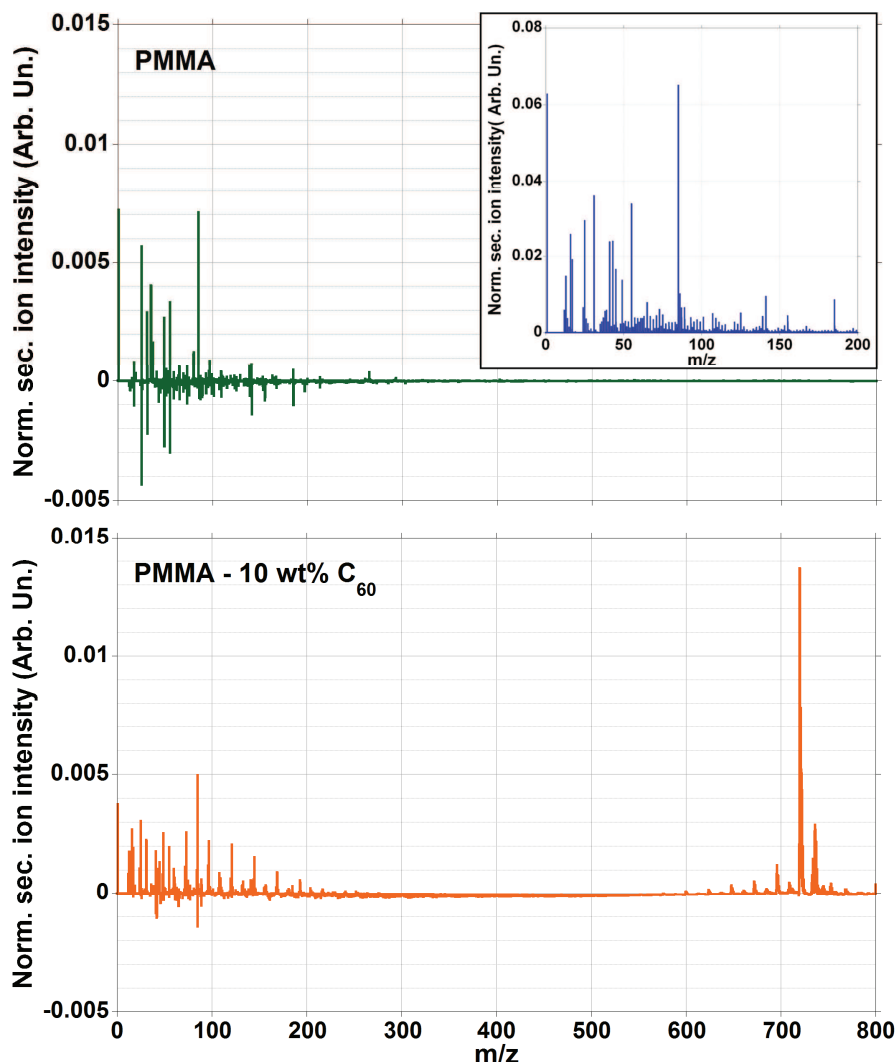 0.015
PMMA
0.01
0.005
0
-0.005
Norm. sec. ion intensity (Arb. Un.)
0.08
0.06
0.04
0.02
0
Norm. sec. ion intensity( Arb. Un.)
0 50 100 150 200
m/z
0.015
PMMA - 10 wt% C60
0.01
0.005
0
-0.005
Norm. sec. ion intensity (Arb. Un.)
0 100 200 300 400 500 600 700 800
m/z